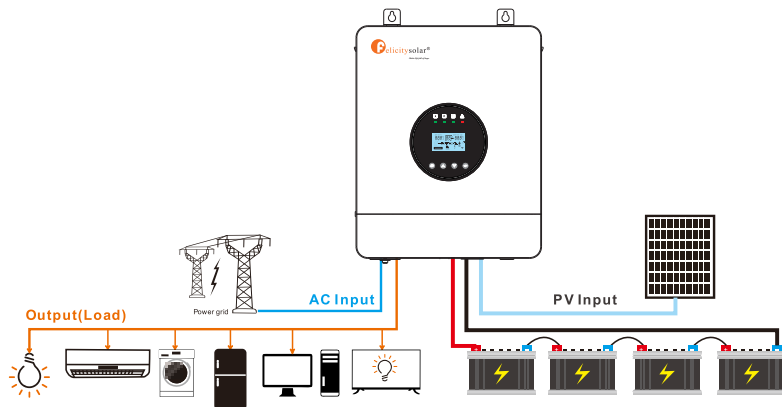 felicitysolar®
Power grid
AC Input
PV Input
Output(Load)